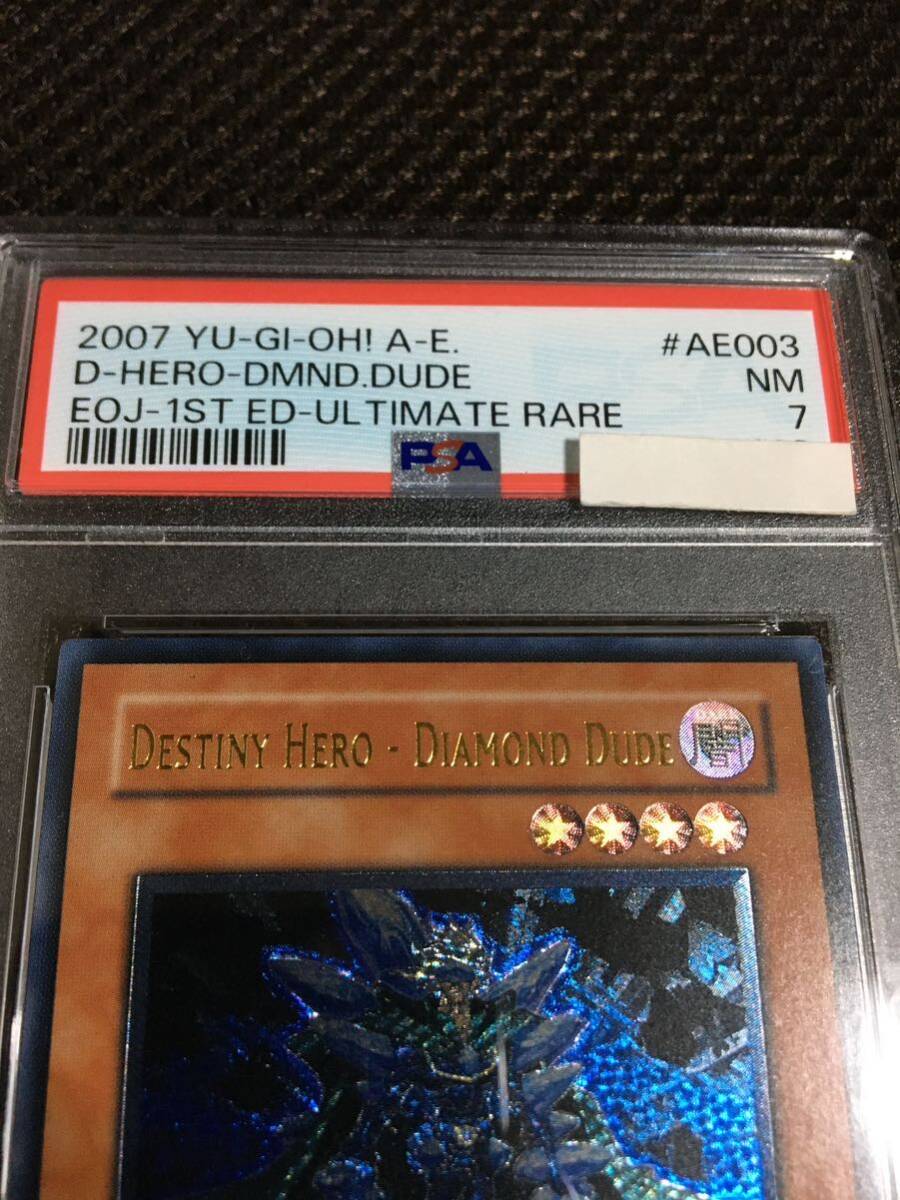 2007 YU-GI-OH! A-E. #AE003
D-HERO-DMND.DUDE NM
EOJ-1ST ED-ULTIMATE RARE 7
PSA
DESTINY HERO - DIAMOND DUDE 闇